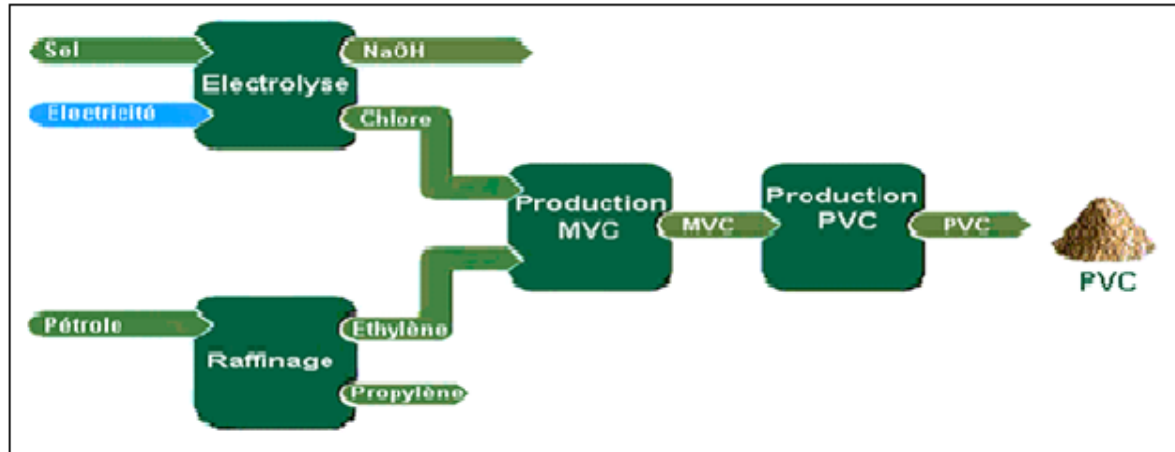 Sel
NaOH
Electrolyse
Electricité
Chlore
Production
MVC
MVC
Production
PVC
PVC
PVC
Pétrole
Ethylène
Raffinage
Propylène